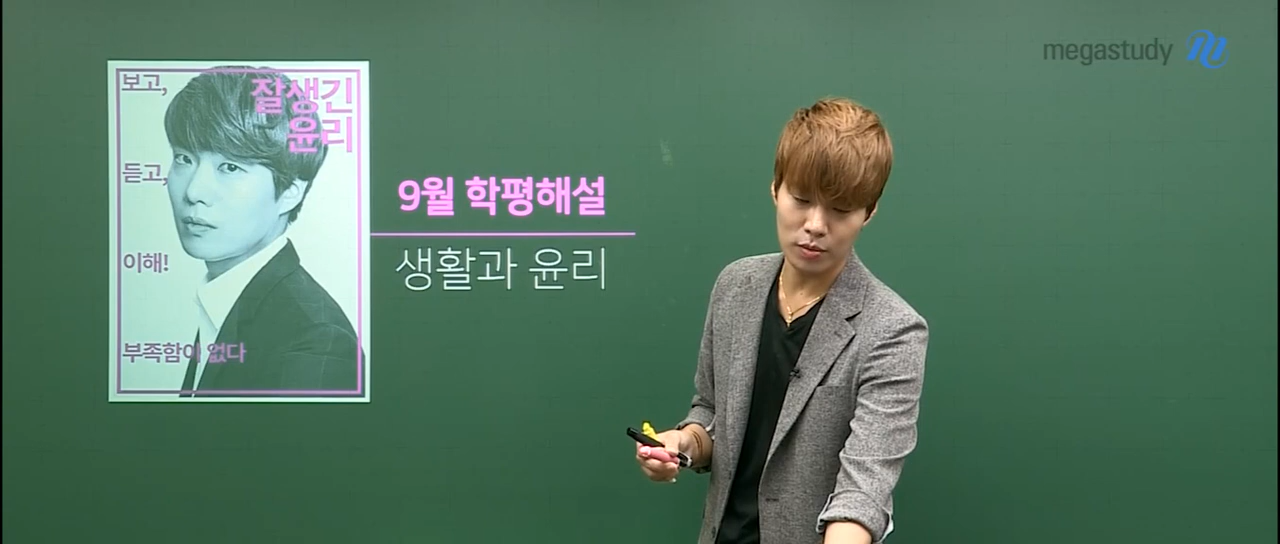 megastudy
보고,
잘생긴
윤리
듣고,
이해!
부족함이 없다
9월 학평해설
생활과 윤리